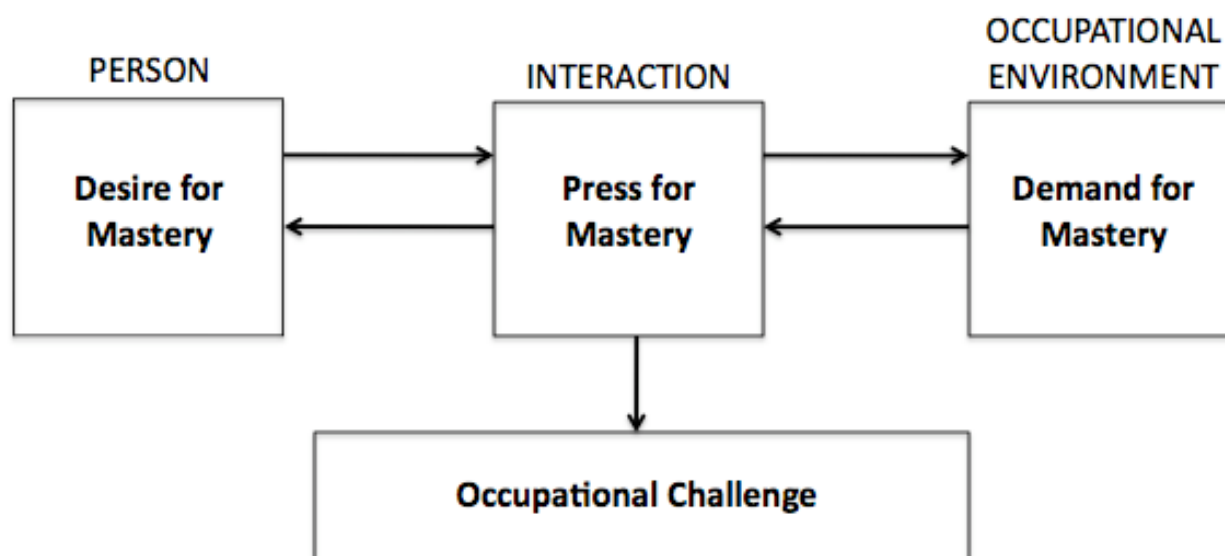 PERSON
INTERACTION
OCCUPATIONAL
ENVIRONMENT
Desire for
Mastery
Press for
Mastery
Demand for
Mastery
Occupational Challenge